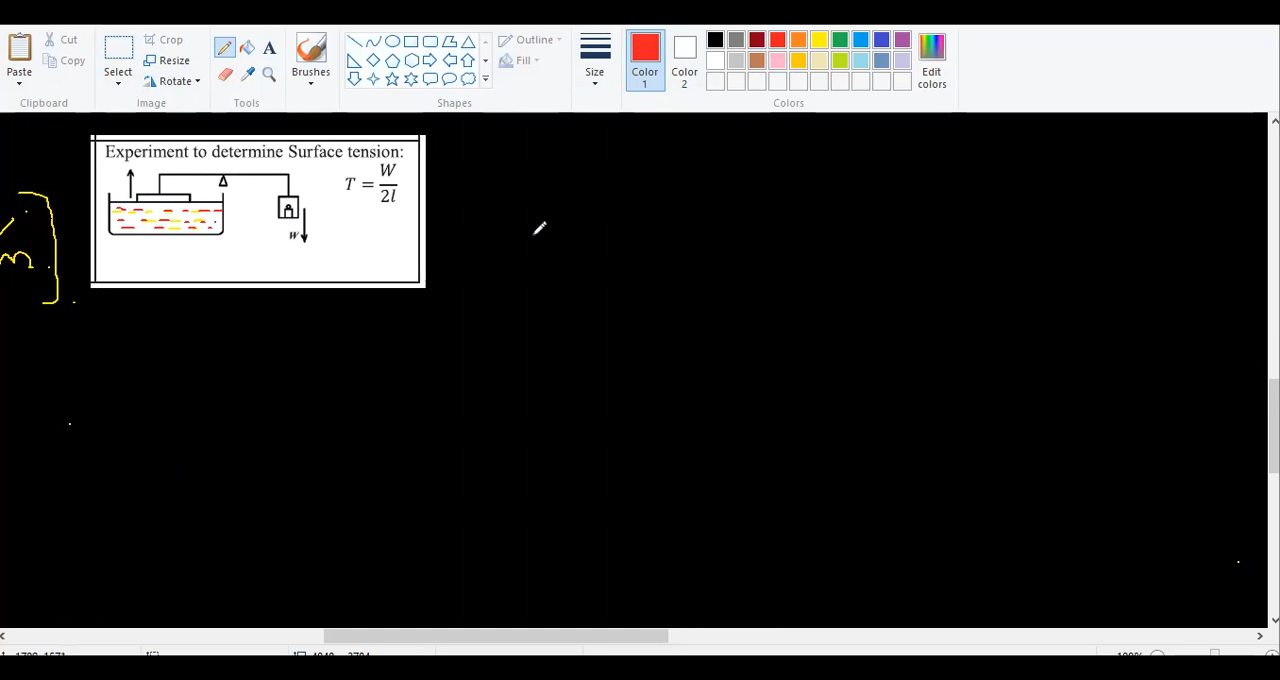 Cut
Copy
Paste
Clipboard
Select
Crop
Resize
Rotate
Image
A
Tools
Brushes
Outline
Fill
Shapes
Size
Color
1
Color
2
Edit
colors
Colors
Experiment to determine Surface tension:
T = W/2l
W
m